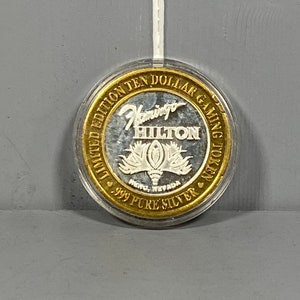 LIMITED EDITION TEN DOLLAR GAMING TOKEN
Flamingo
HILTON
RENO, NEVADA
.999 PURE SILVER